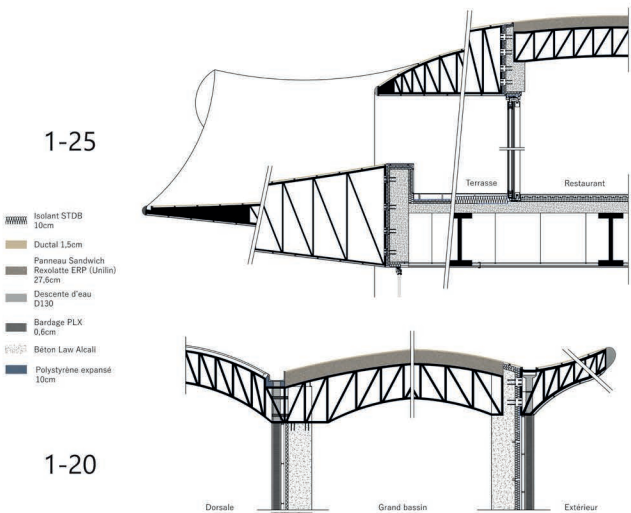 1-25
Terrasse
Restaurant
Isolant STDB
10cm
Ductal 1,5cm
Panneau Sandwich
Rexolatte ERP (Unilin)
27,6cm
Descente d'eau
D130
Bardage PLX
0,6cm
Béton Law Alcali
Polystyrène expansé
10cm
1-20
Dorsale
Grand bassin
Extérieur